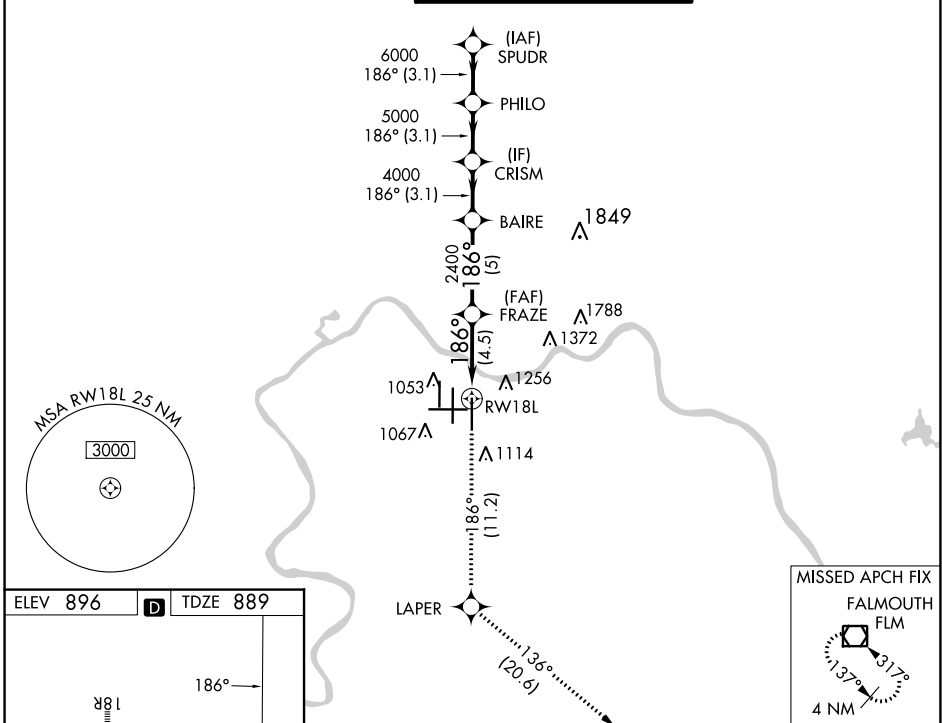 (IAF)
SPUDR
6000
186° (3.1)
PHILO
5000
186° (3.1)
(IF)
CRISM
4000
186° (3.1)
BAIRE
1849
2400
186°
(5)
(FAF)
FRAZE
1788
1372
186°
(4.5)
1053
1256
RW18L
1067
1114
MSA RW18L 25 NM
3000
186°
(11.2)
LAPER
136°
(20.6)
ELEV 896
D
TDZE 889
186°
18R
MISSED APCH FIX
FALMOUTH
FLM
317°
137°
4 NM